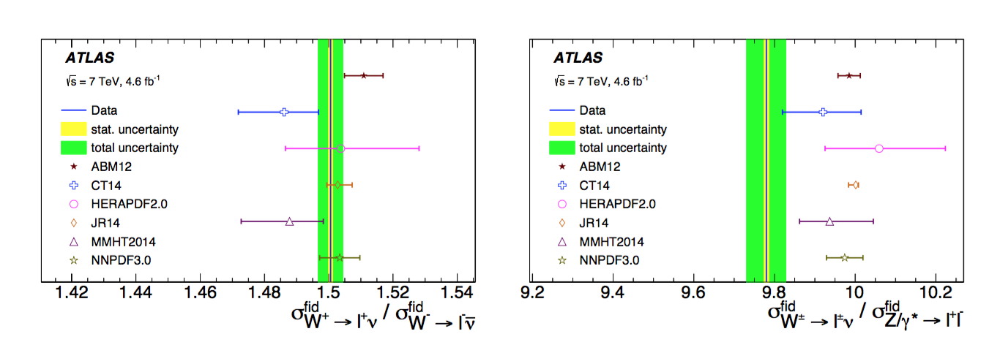 ATLAS
√s = 7 TeV, 4.6 fb⁻¹
Data
stat. uncertainty
total uncertainty
ABM12
CT14
HERAPDF2.0
JR14
MMHT2014
NNPDF3.0
1.42 1.44 1.46 1.48 1.5 1.52 1.54
σ^fid_W⁺ → l⁺ν / σ^fid_W⁻ → l⁻ν̅
ATLAS
√s = 7 TeV, 4.6 fb⁻¹
Data
stat. uncertainty
total uncertainty
ABM12
CT14
HERAPDF2.0
JR14
MMHT2014
NNPDF3.0
9.2 9.4 9.6 9.8 10 10.2
σ^fid_W± → l±ν / σ^fid_Z/γ* → l⁺l⁻